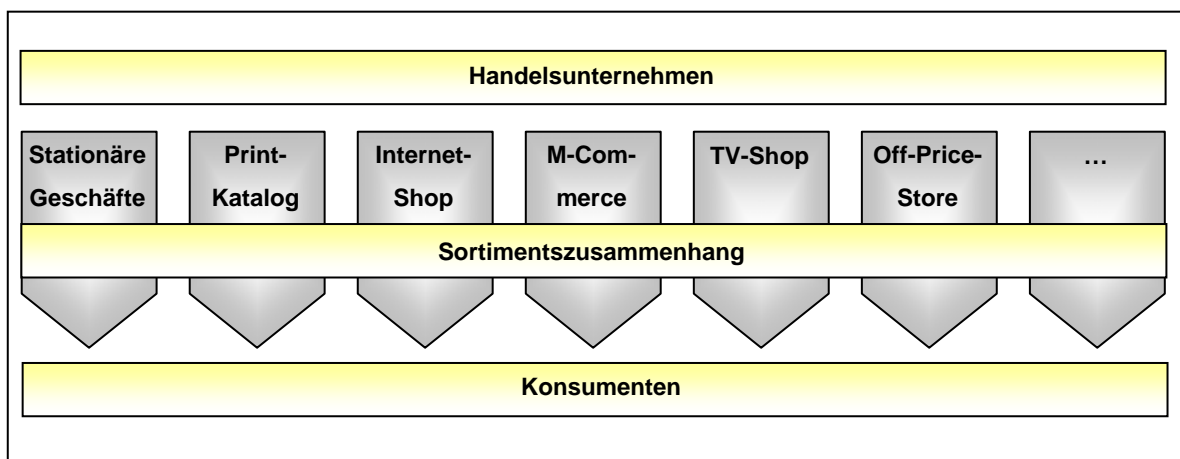 Handelsunternehmen
Stationäre
Geschäfte
Print-
Katalog
Internet-
Shop
M-Com-
merce
TV-Shop
Off-Price-
Store
...
Sortimentszusammenhang
Konsumenten